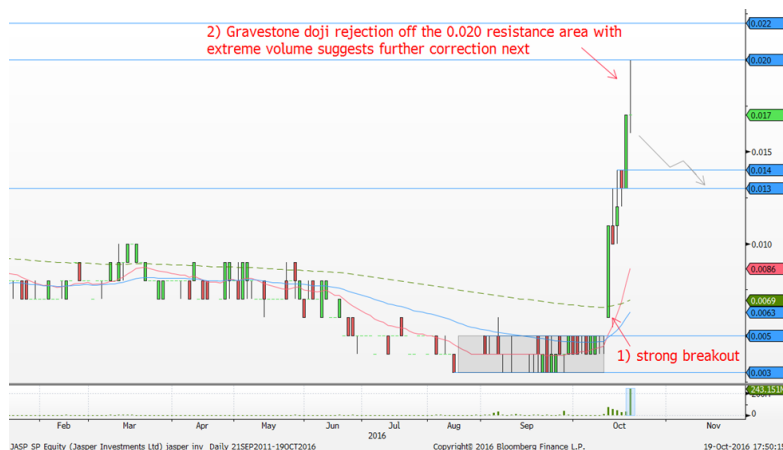 0.022
2) Gravestone doji rejection off the 0.020 resistance area with
extreme volume suggests further correction next
0.020
0.017
0.015
0.014
0.013
0.010
0.0086
0.0069
0.0063
0.005
1) strong breakout
0.003
243.151M
0
Feb Mar Apr May Jun Jul Aug Sep Oct Nov
2016
JASP SP Equity (Jasper Investments Ltd) jasper inv Daily 21SEP2011-19OCT2016 Copyright© 2016 Bloomberg Finance L.P. 19-Oct-2016 17:50:15